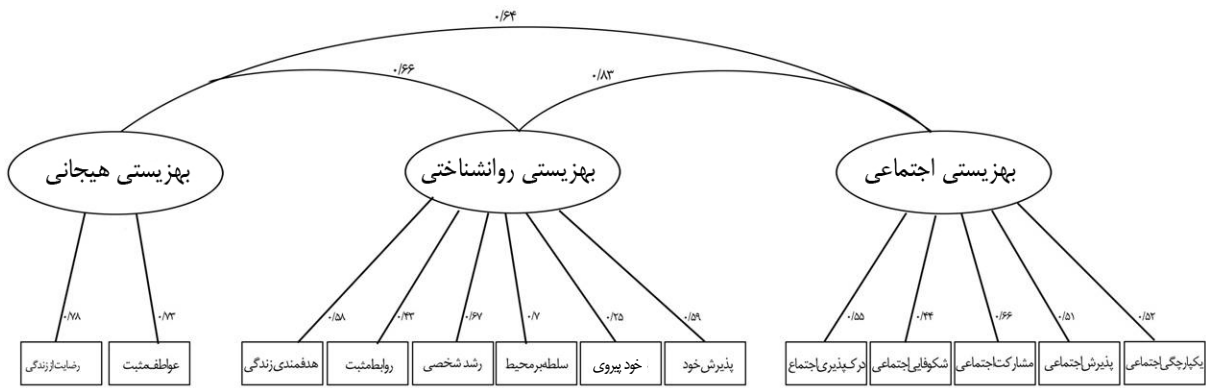 ۰/۶۴
۰/۸۳
۰/۶۶
بهزیستی اجتماعی
بهزیستی روانشناختی
بهزیستی هیجانی
۰/۵۲
۰/۵۱
۰/۶۶
۰/۴۴
۰/۵۵
۰/۵۹
۰/۲۵
۰/۷
۰/۶۷
۰/۴۳
۰/۵۸
۰/۷۳
۰/۷۸
یکپارچگی اجتماعی
پذیرش اجتماعی
مشارکت اجتماعی
شکوفایی اجتماعی
درک پذیری اجتماع
پذیرش خود
خود پیروی
سلطه بر محیط
رشد شخصی
روابط مثبت
هدفمندی زندگی
عواطف مثبت
رضایت از زندگی